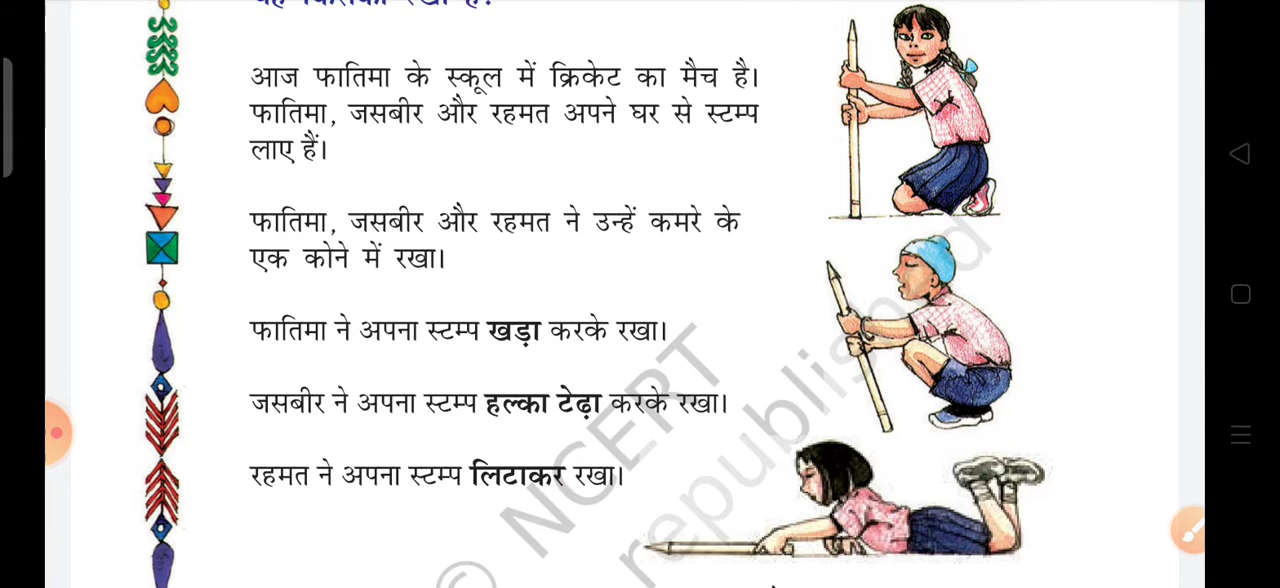 आज फातिमा के स्कूल में क्रिकेट का मैच है।
फातिमा, जसबीर और रहमत अपने घर से स्टम्प
लाए हैं।
फातिमा, जसबीर और रहमत ने उन्हें कमरे के
एक कोने में रखा।
फातिमा ने अपना स्टम्प खड़ा करके रखा।
जसबीर ने अपना स्टम्प हल्का टेढ़ा करके रखा।
रहमत ने अपना स्टम्प लिटाकर रखा।
© NCERT
republished